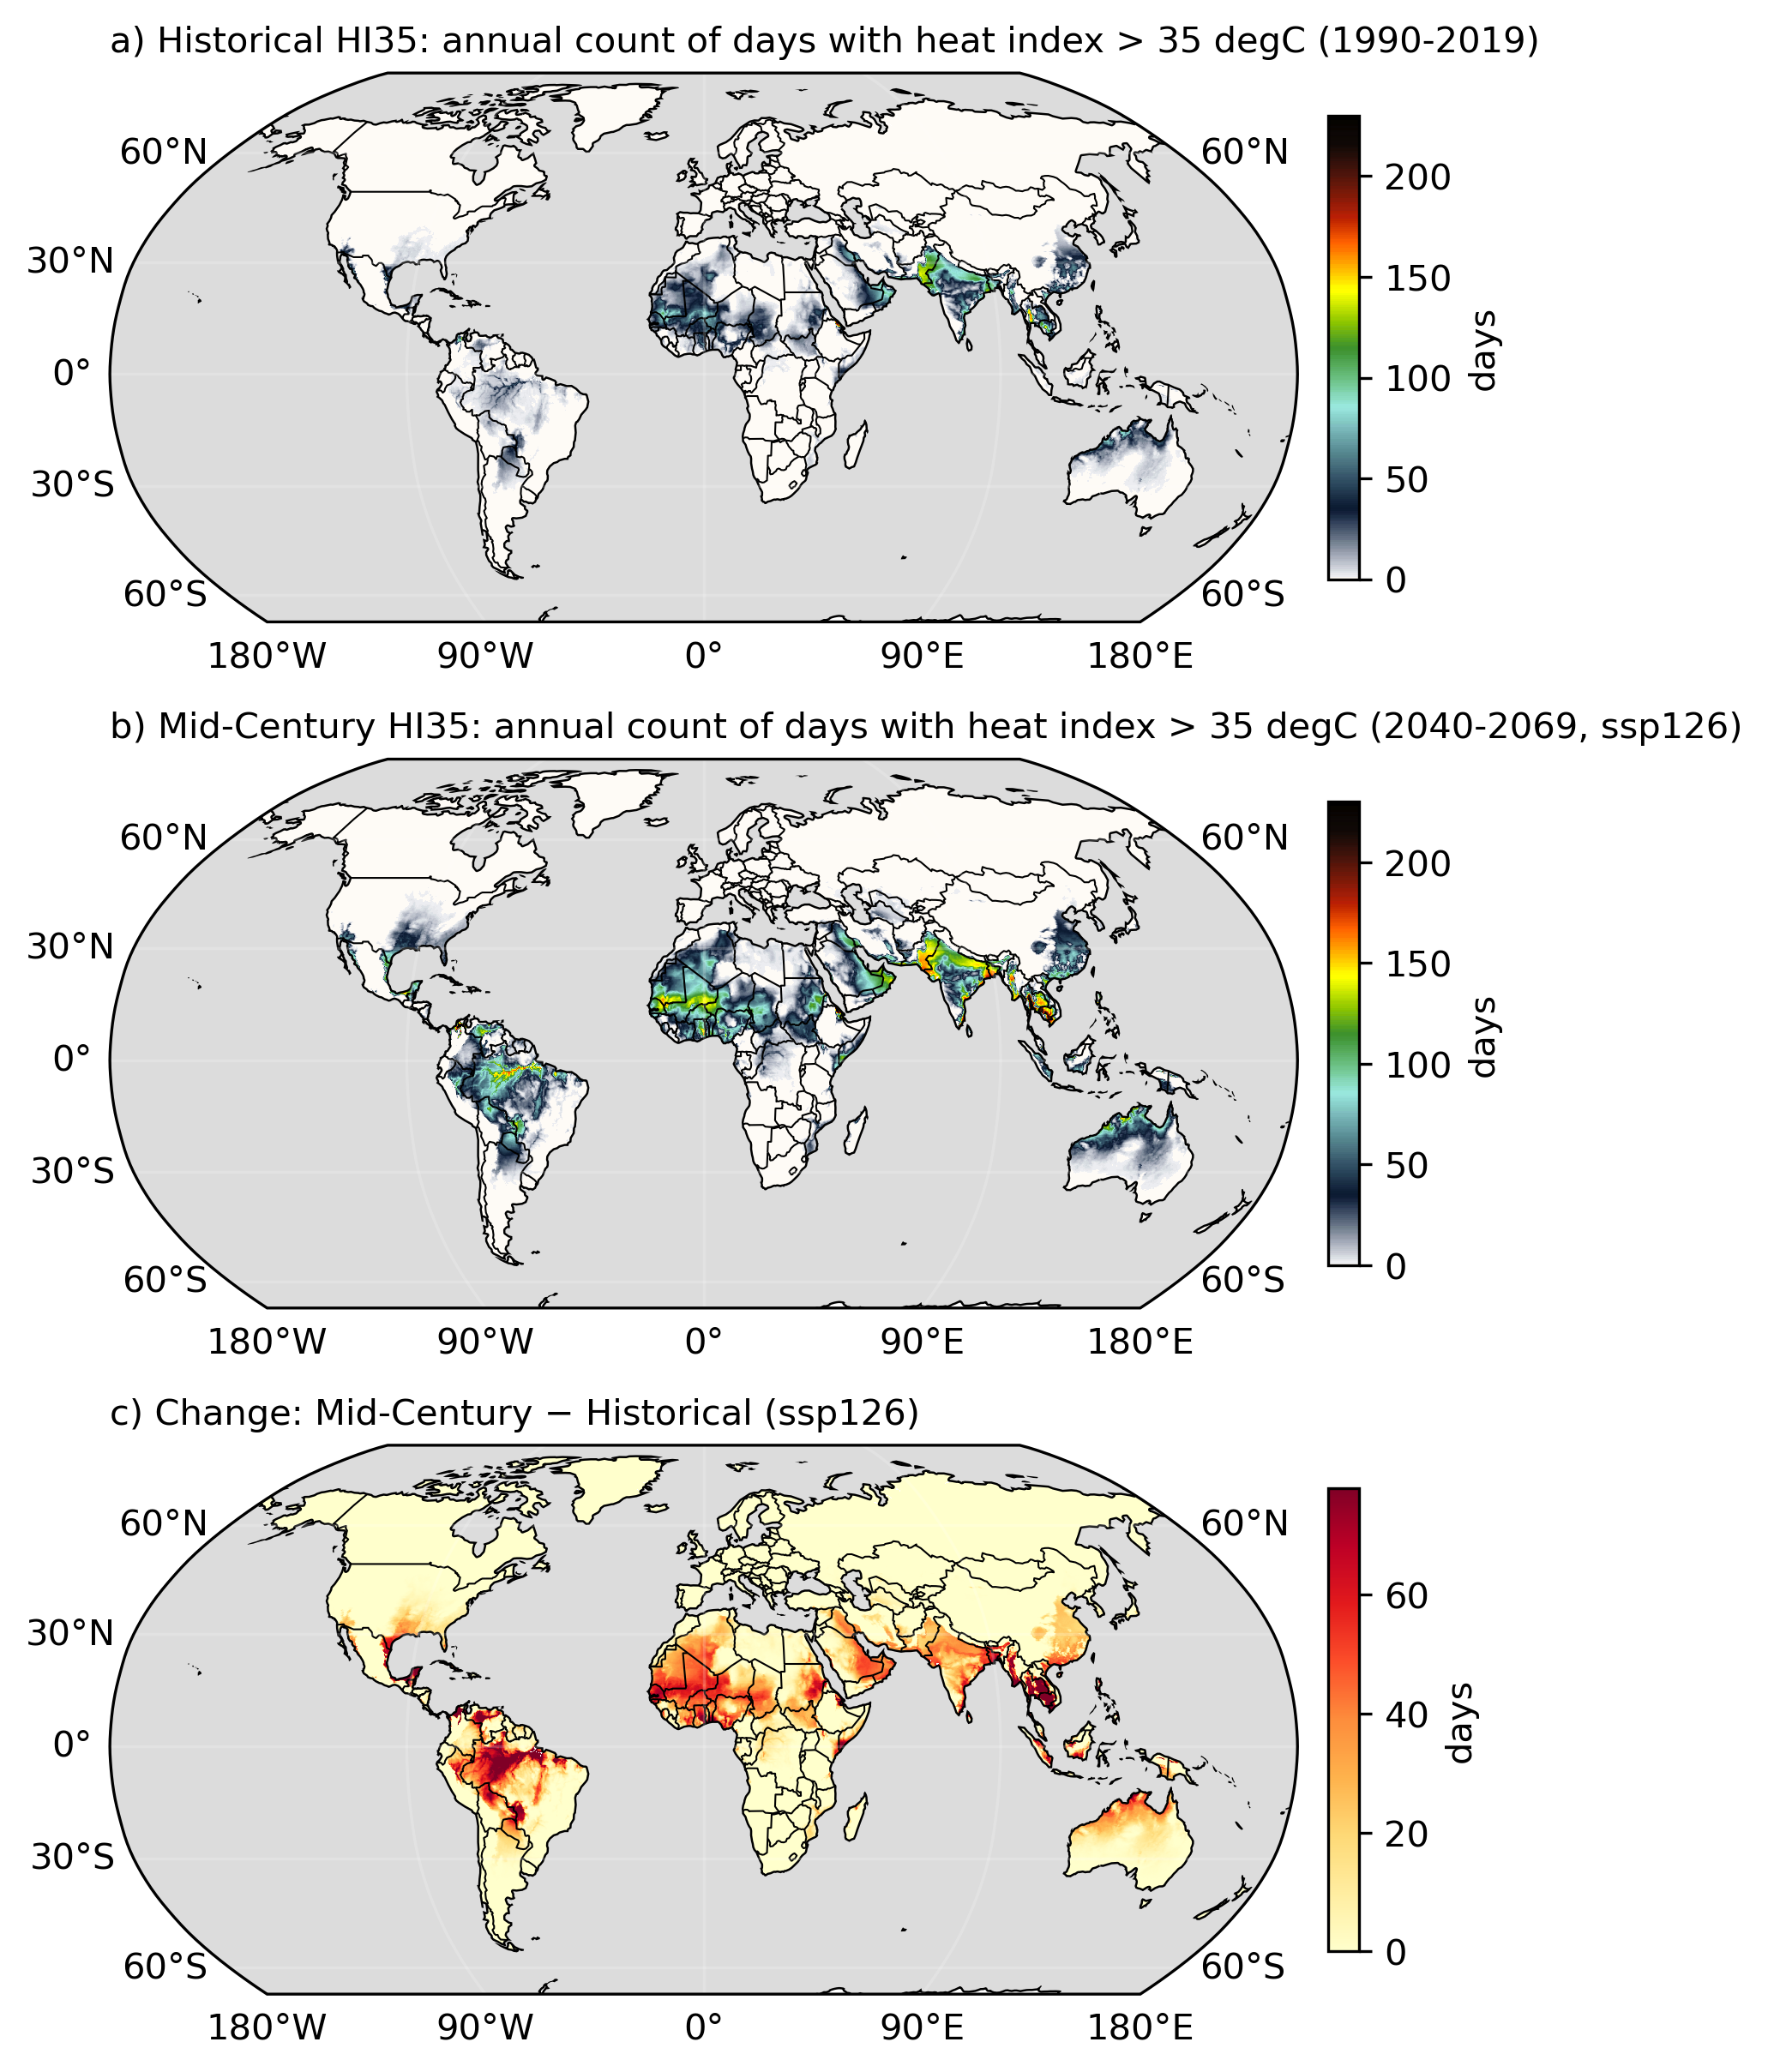 a) Historical HI35: annual count of days with heat index > 35 degC (1990-2019)
60°N
60°N
30°N
0°
30°S
60°S
60°S
180°W 90°W 0° 90°E 180°E
200
150
100
50
0
days
b) Mid-Century HI35: annual count of days with heat index > 35 degC (2040-2069, ssp126)
60°N
60°N
30°N
0°
30°S
60°S
60°S
180°W 90°W 0° 90°E 180°E
200
150
100
50
0
days
c) Change: Mid-Century − Historical (ssp126)
60°N
60°N
30°N
0°
30°S
60°S
60°S
180°W 90°W 0° 90°E 180°E
60
40
20
0
days